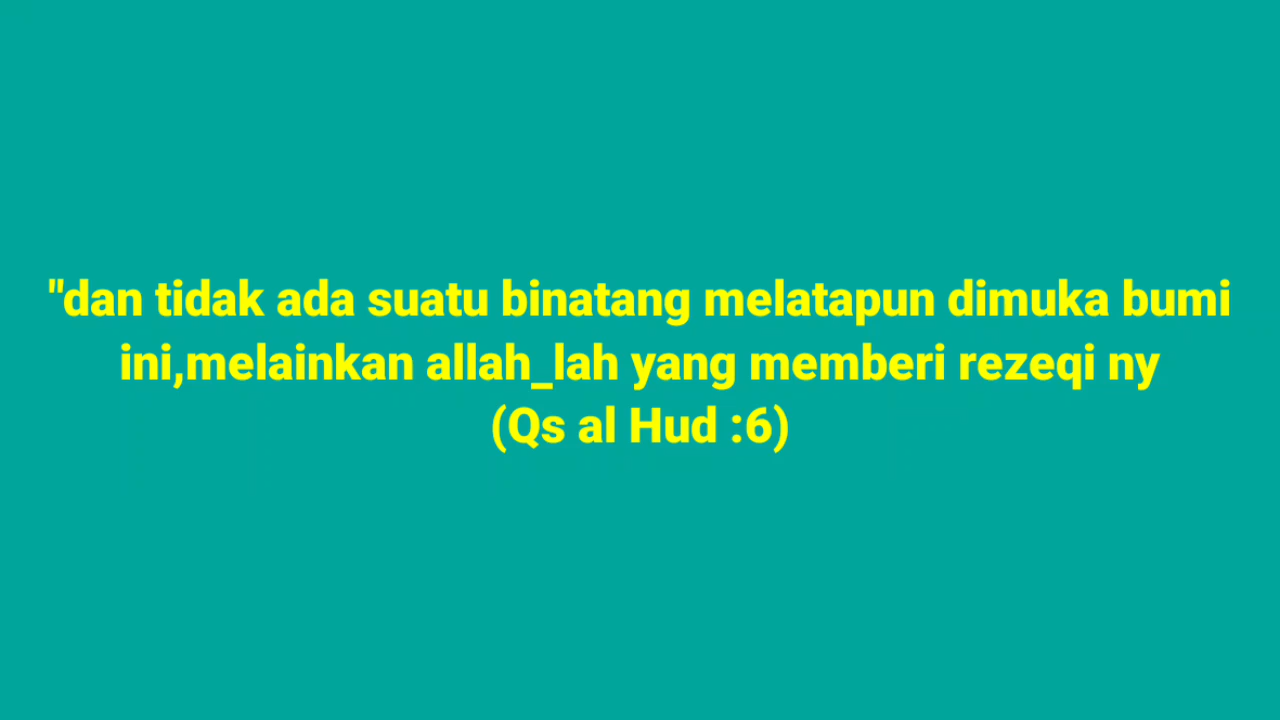 "dan tidak ada suatu binatang melatapun dimuka bumi
ini,melainkan allah_lah yang memberi rezeqi ny
(Qs al Hud :6)